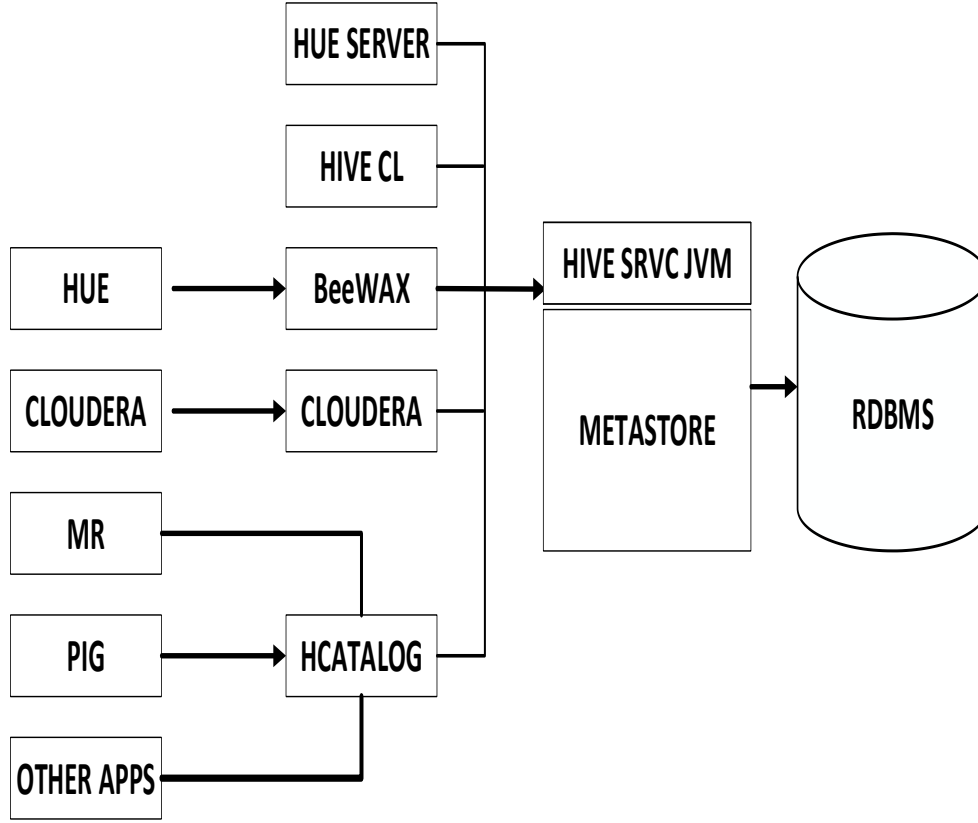 HUE SERVER
HIVE CL
HIVE SRVC JVM
HUE
BeeWAX
CLOUDERA
CLOUDERA
METASTORE
RDBMS
MR
PIG
HCATALOG
OTHER APPS